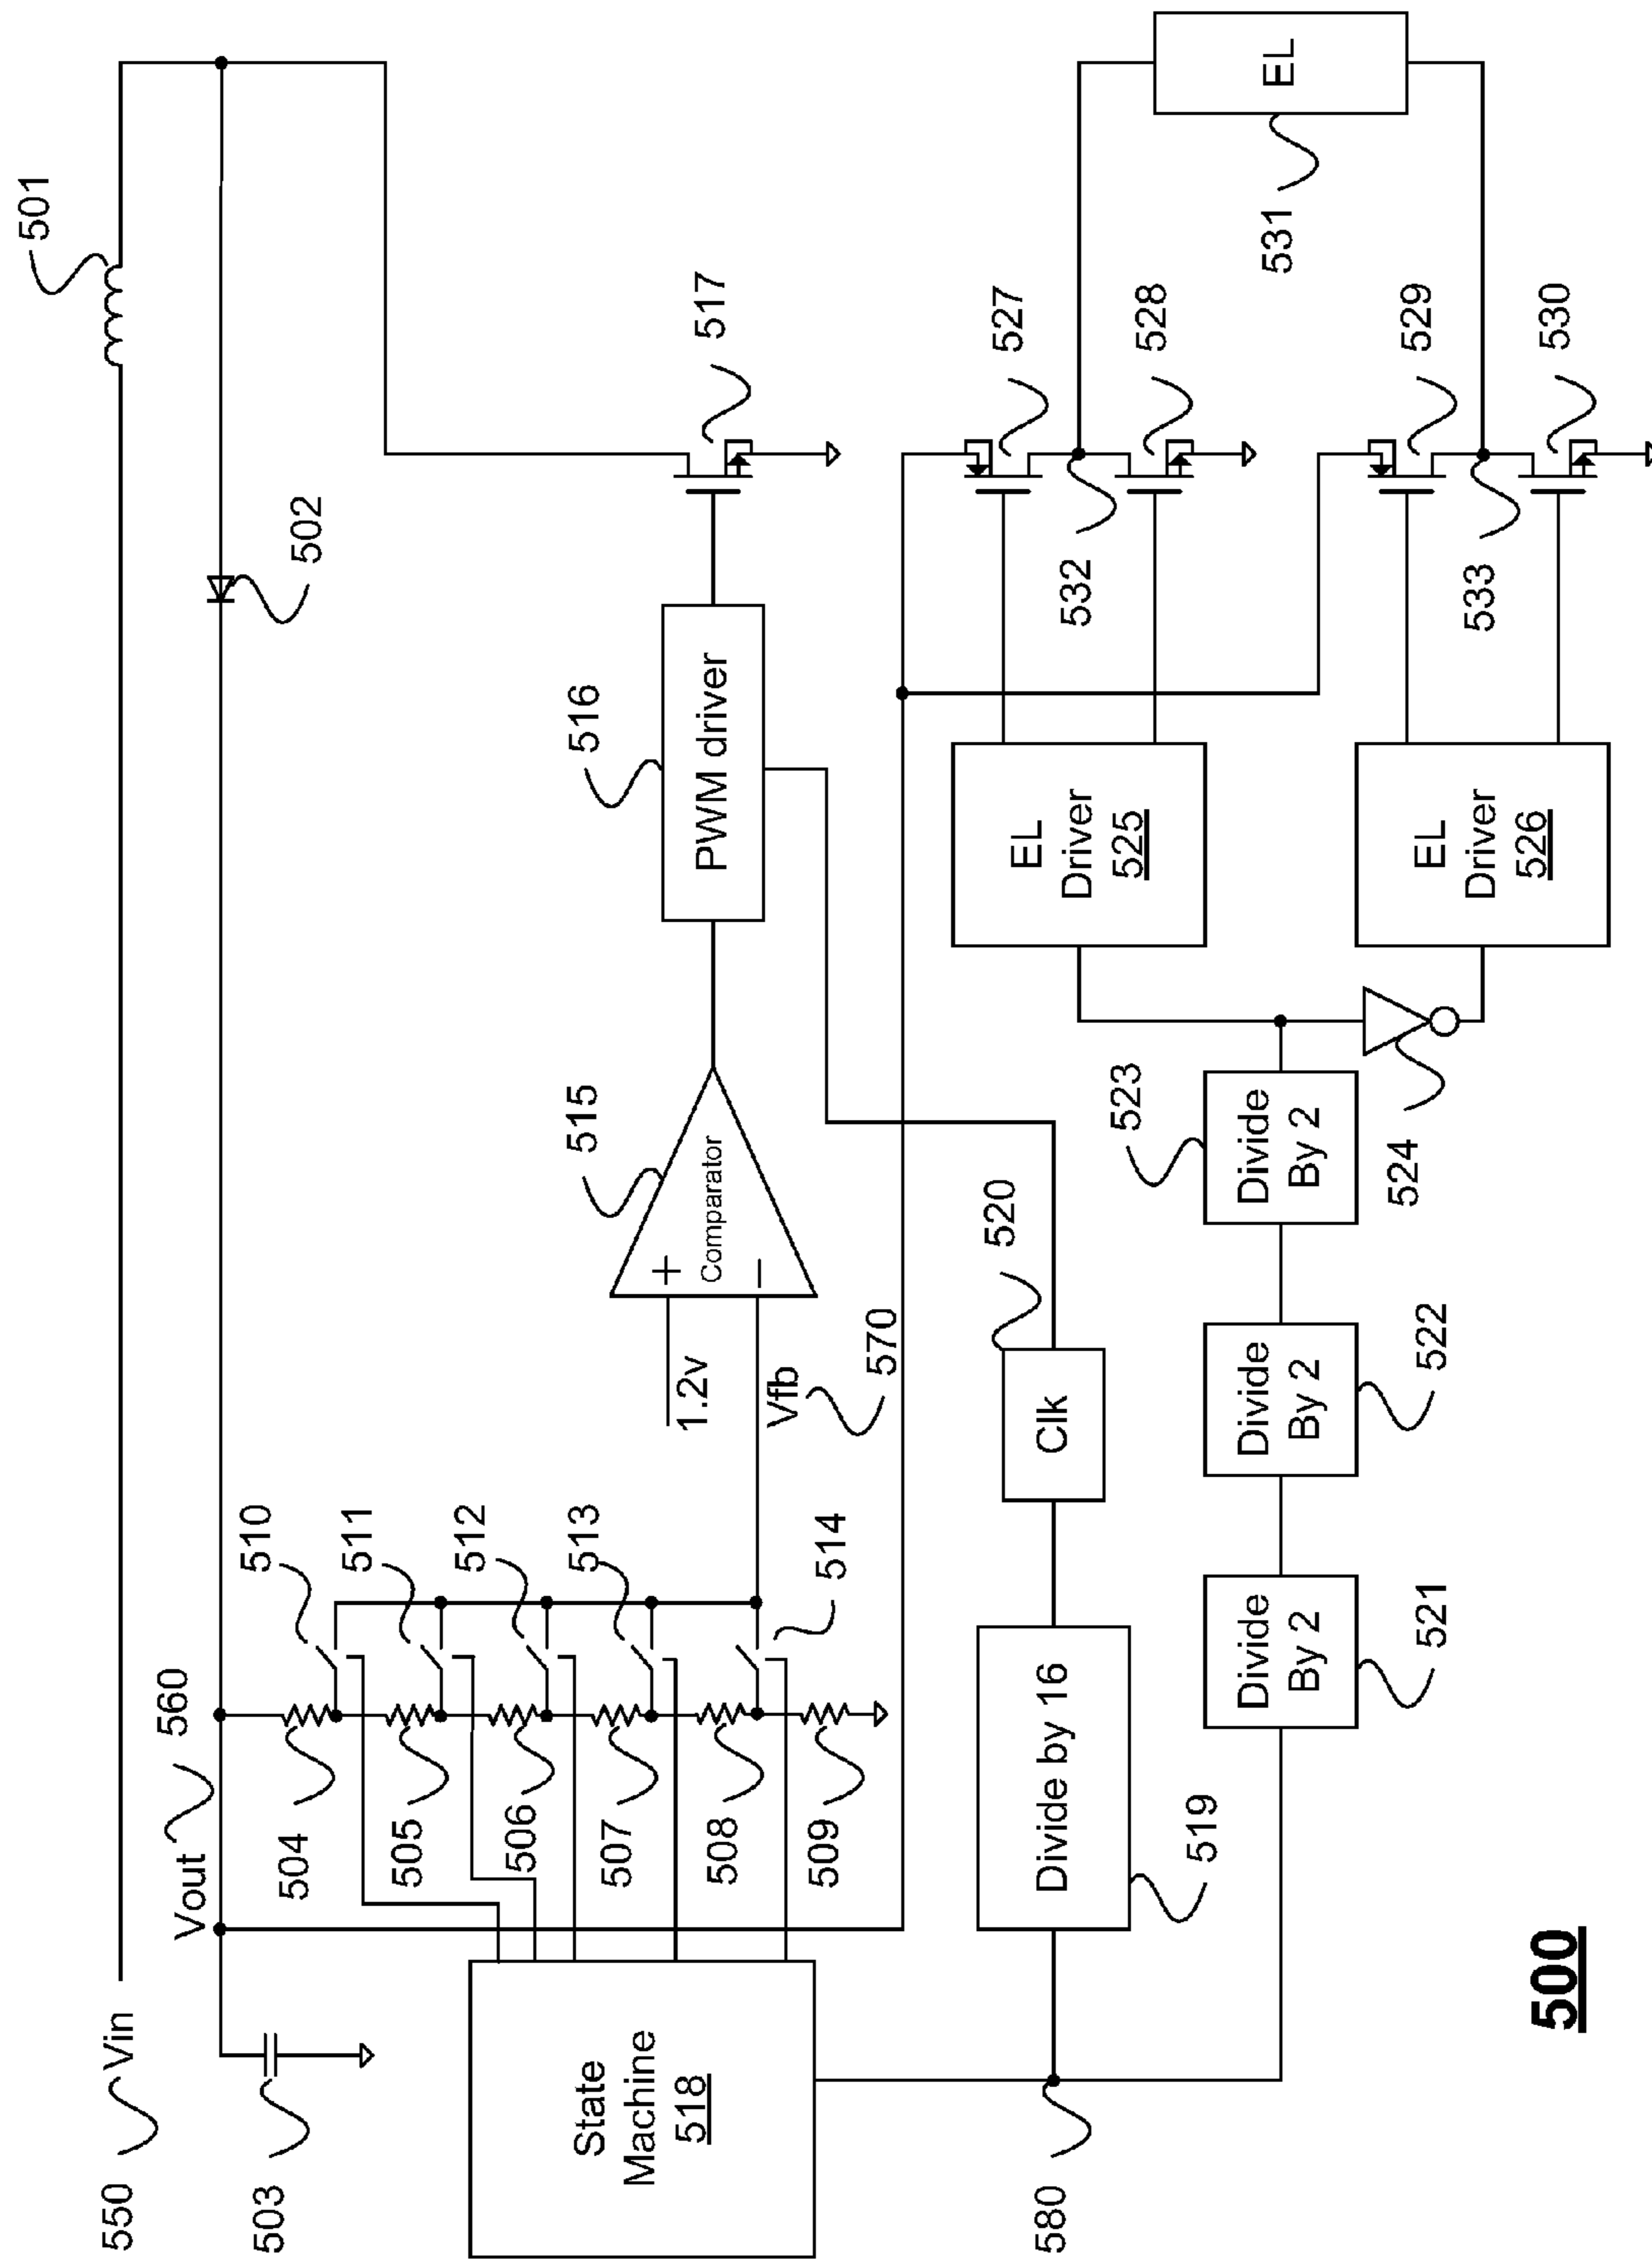 550
Vin
501
503
Vout
560
502
504
505
506
507
508
509
510
511
512
513
514
1.2v
Vfb
570
+
−
Comparator
515
PWM driver
516
517
State
Machine
518
580
Divide by 16
519
Clk
520
Divide
By 2
521
Divide
By 2
522
Divide
By 2
523
524
EL
Driver
525
EL
Driver
526
527
528
532
529
530
533
EL
531
500